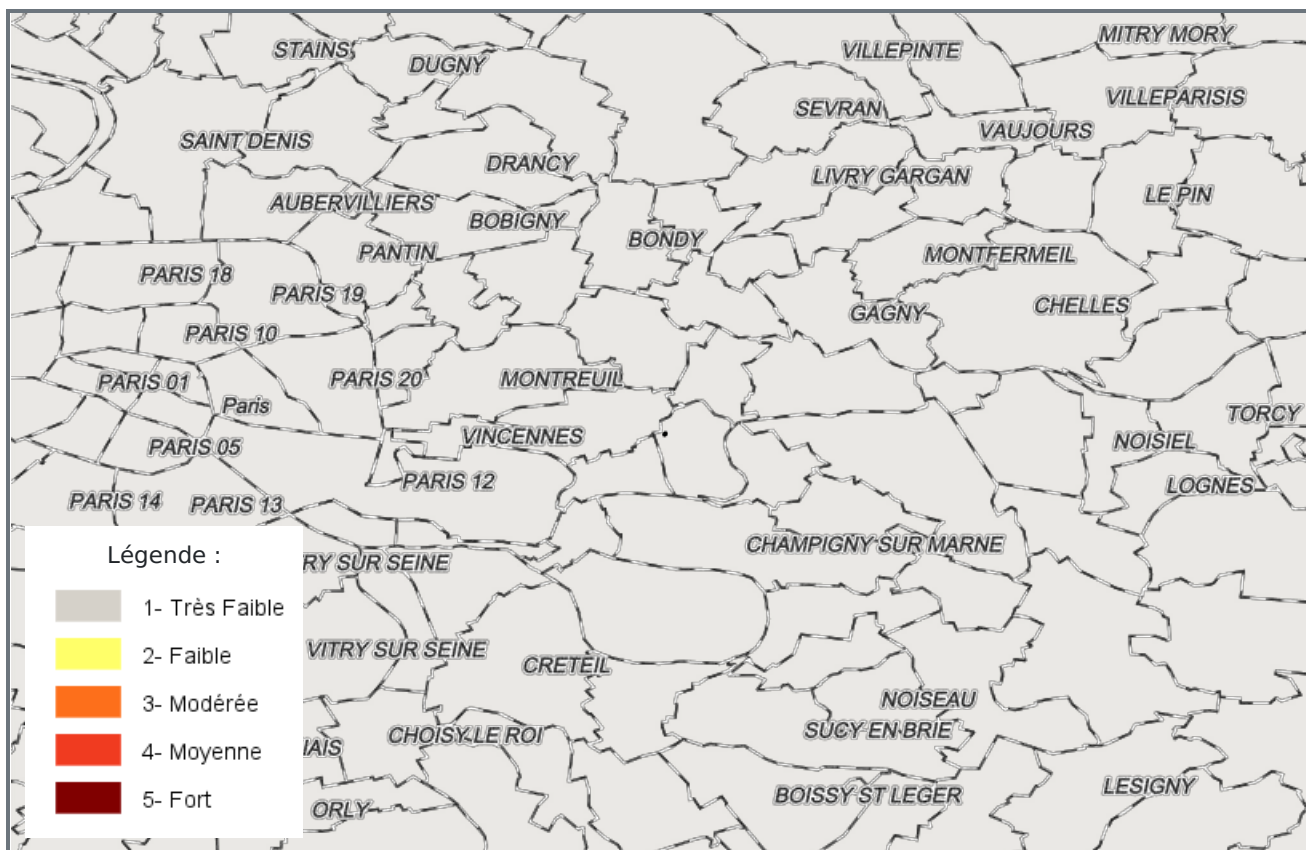 STAINS
DUGNY
VILLEPINTE
MITRY MORY
SEVRAN
VILLEPARISIS
SAINT DENIS
VAUJOURS
DRANCY
LIVRY GARGAN
LE PIN
AUBERVILLIERS
BOBIGNY
BONDY
PANTIN
MONTFERMEIL
PARIS 18
PARIS 19
CHELLES
GAGNY
PARIS 10
PARIS 01
PARIS 20
MONTREUIL
Paris
TORCY
PARIS 05
VINCENNES
NOISIEL
PARIS 12
LOGNES
PARIS 14
PARIS 13
CHAMPIGNY SUR MARNE
RY SUR SEINE
VITRY SUR SEINE
CRETEIL
NOISEAU
SUCY EN BRIE
CHOISY LE ROI
IAIS
BOISSY ST LEGER
LESIGNY
ORLY
Légende :
1- Très Faible
2- Faible
3- Modérée
4- Moyenne
5- Fort